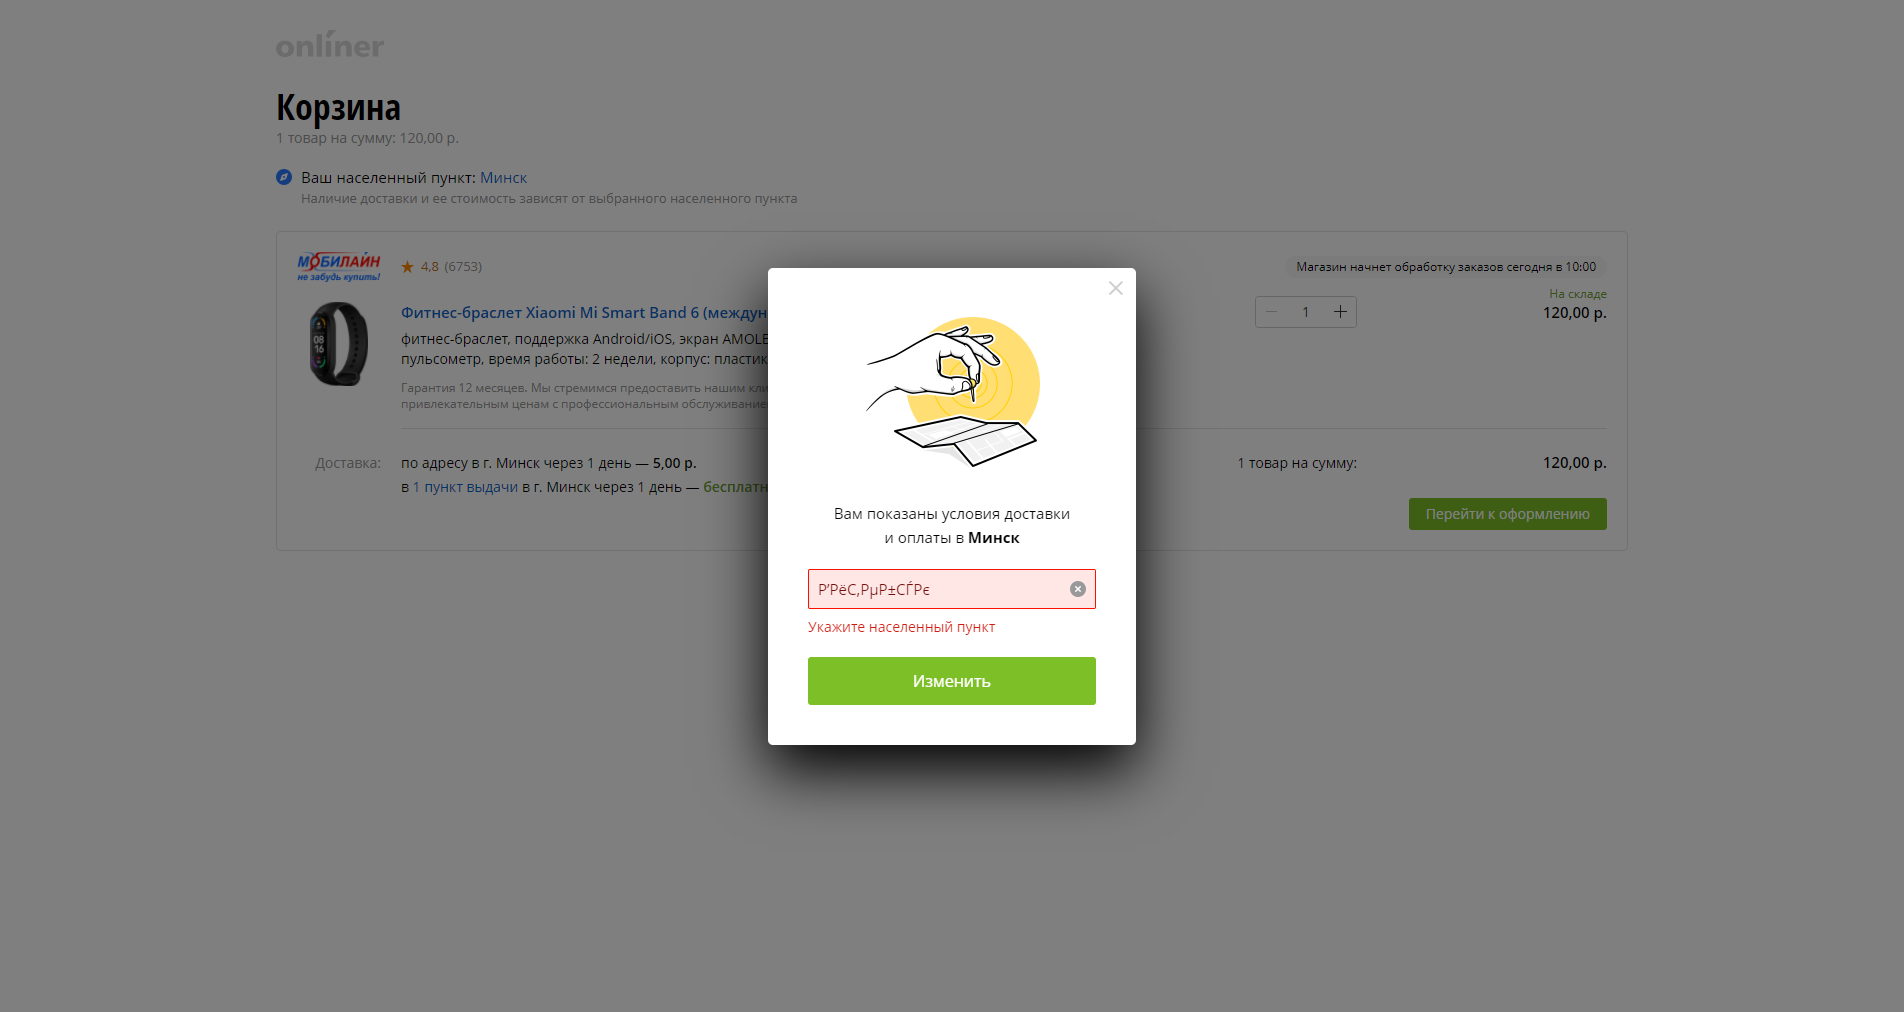 onliner
Корзина
1 товар на сумму: 120,00 р.
Ваш населенный пункт: Минск
Наличие доставки и ее стоимость зависят от выбранного населенного пункта
МОБИЛАЙН
не забудь купить!
4,8 (6753)
Магазин начнет обработку заказов сегодня в 10:00
Фитнес-браслет Xiaomi Mi Smart Band 6 (междун
фитнес-браслет, поддержка Android/iOS, экран AMOLE
пульсометр, время работы: 2 недели, корпус: пластик
Гарантия 12 месяцев. Мы стремимся предоставить нашим кли
привлекательным ценам с профессиональным обслуживание
1
На складе
120,00 р.
08
16
Доставка:
по адресу в г. Минск через 1 день — 5,00 р.
в 1 пункт выдачи в г. Минск через 1 день — бесплатн
1 товар на сумму:
120,00 р.
Перейти к оформлению
Вам показаны условия доставки
и оплаты в Минск
Р’РёС‚РµР±СЃРє
Укажите населенный пункт
Изменить